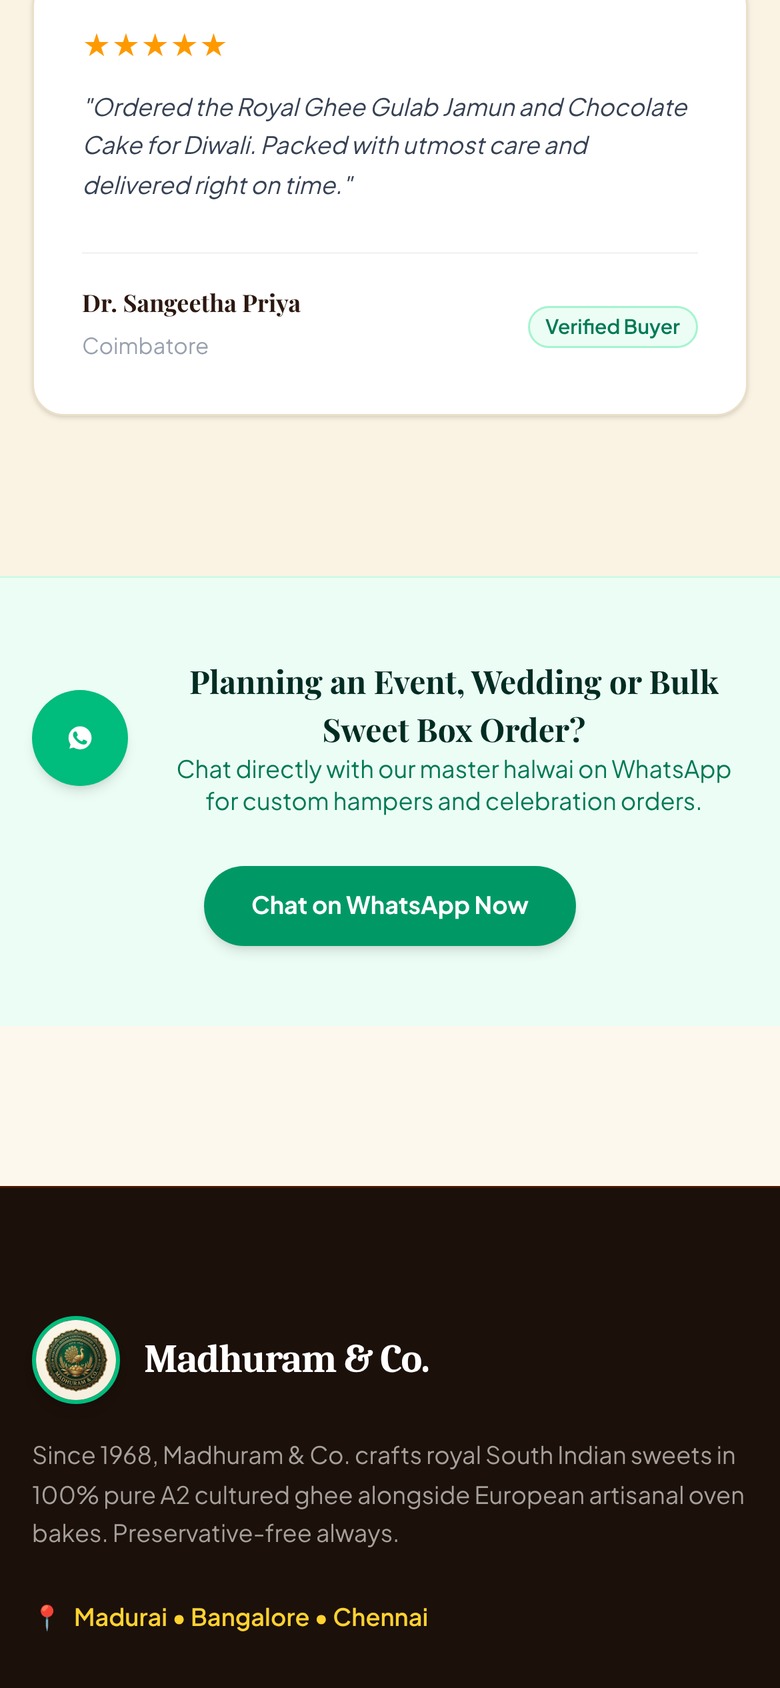 ★★★★★
"Ordered the Royal Ghee Gulab Jamun and Chocolate
Cake for Diwali. Packed with utmost care and
delivered right on time."
Dr. Sangeetha Priya
Coimbatore
Verified Buyer
Planning an Event, Wedding or Bulk
Sweet Box Order?
Chat directly with our master halwai on WhatsApp
for custom hampers and celebration orders.
Chat on WhatsApp Now
MADHURAM & CO.
Madhuram & Co.
Since 1968, Madhuram & Co. crafts royal South Indian sweets in
100% pure A2 cultured ghee alongside European artisanal oven
bakes. Preservative-free always.
📍 Madurai • Bangalore • Chennai